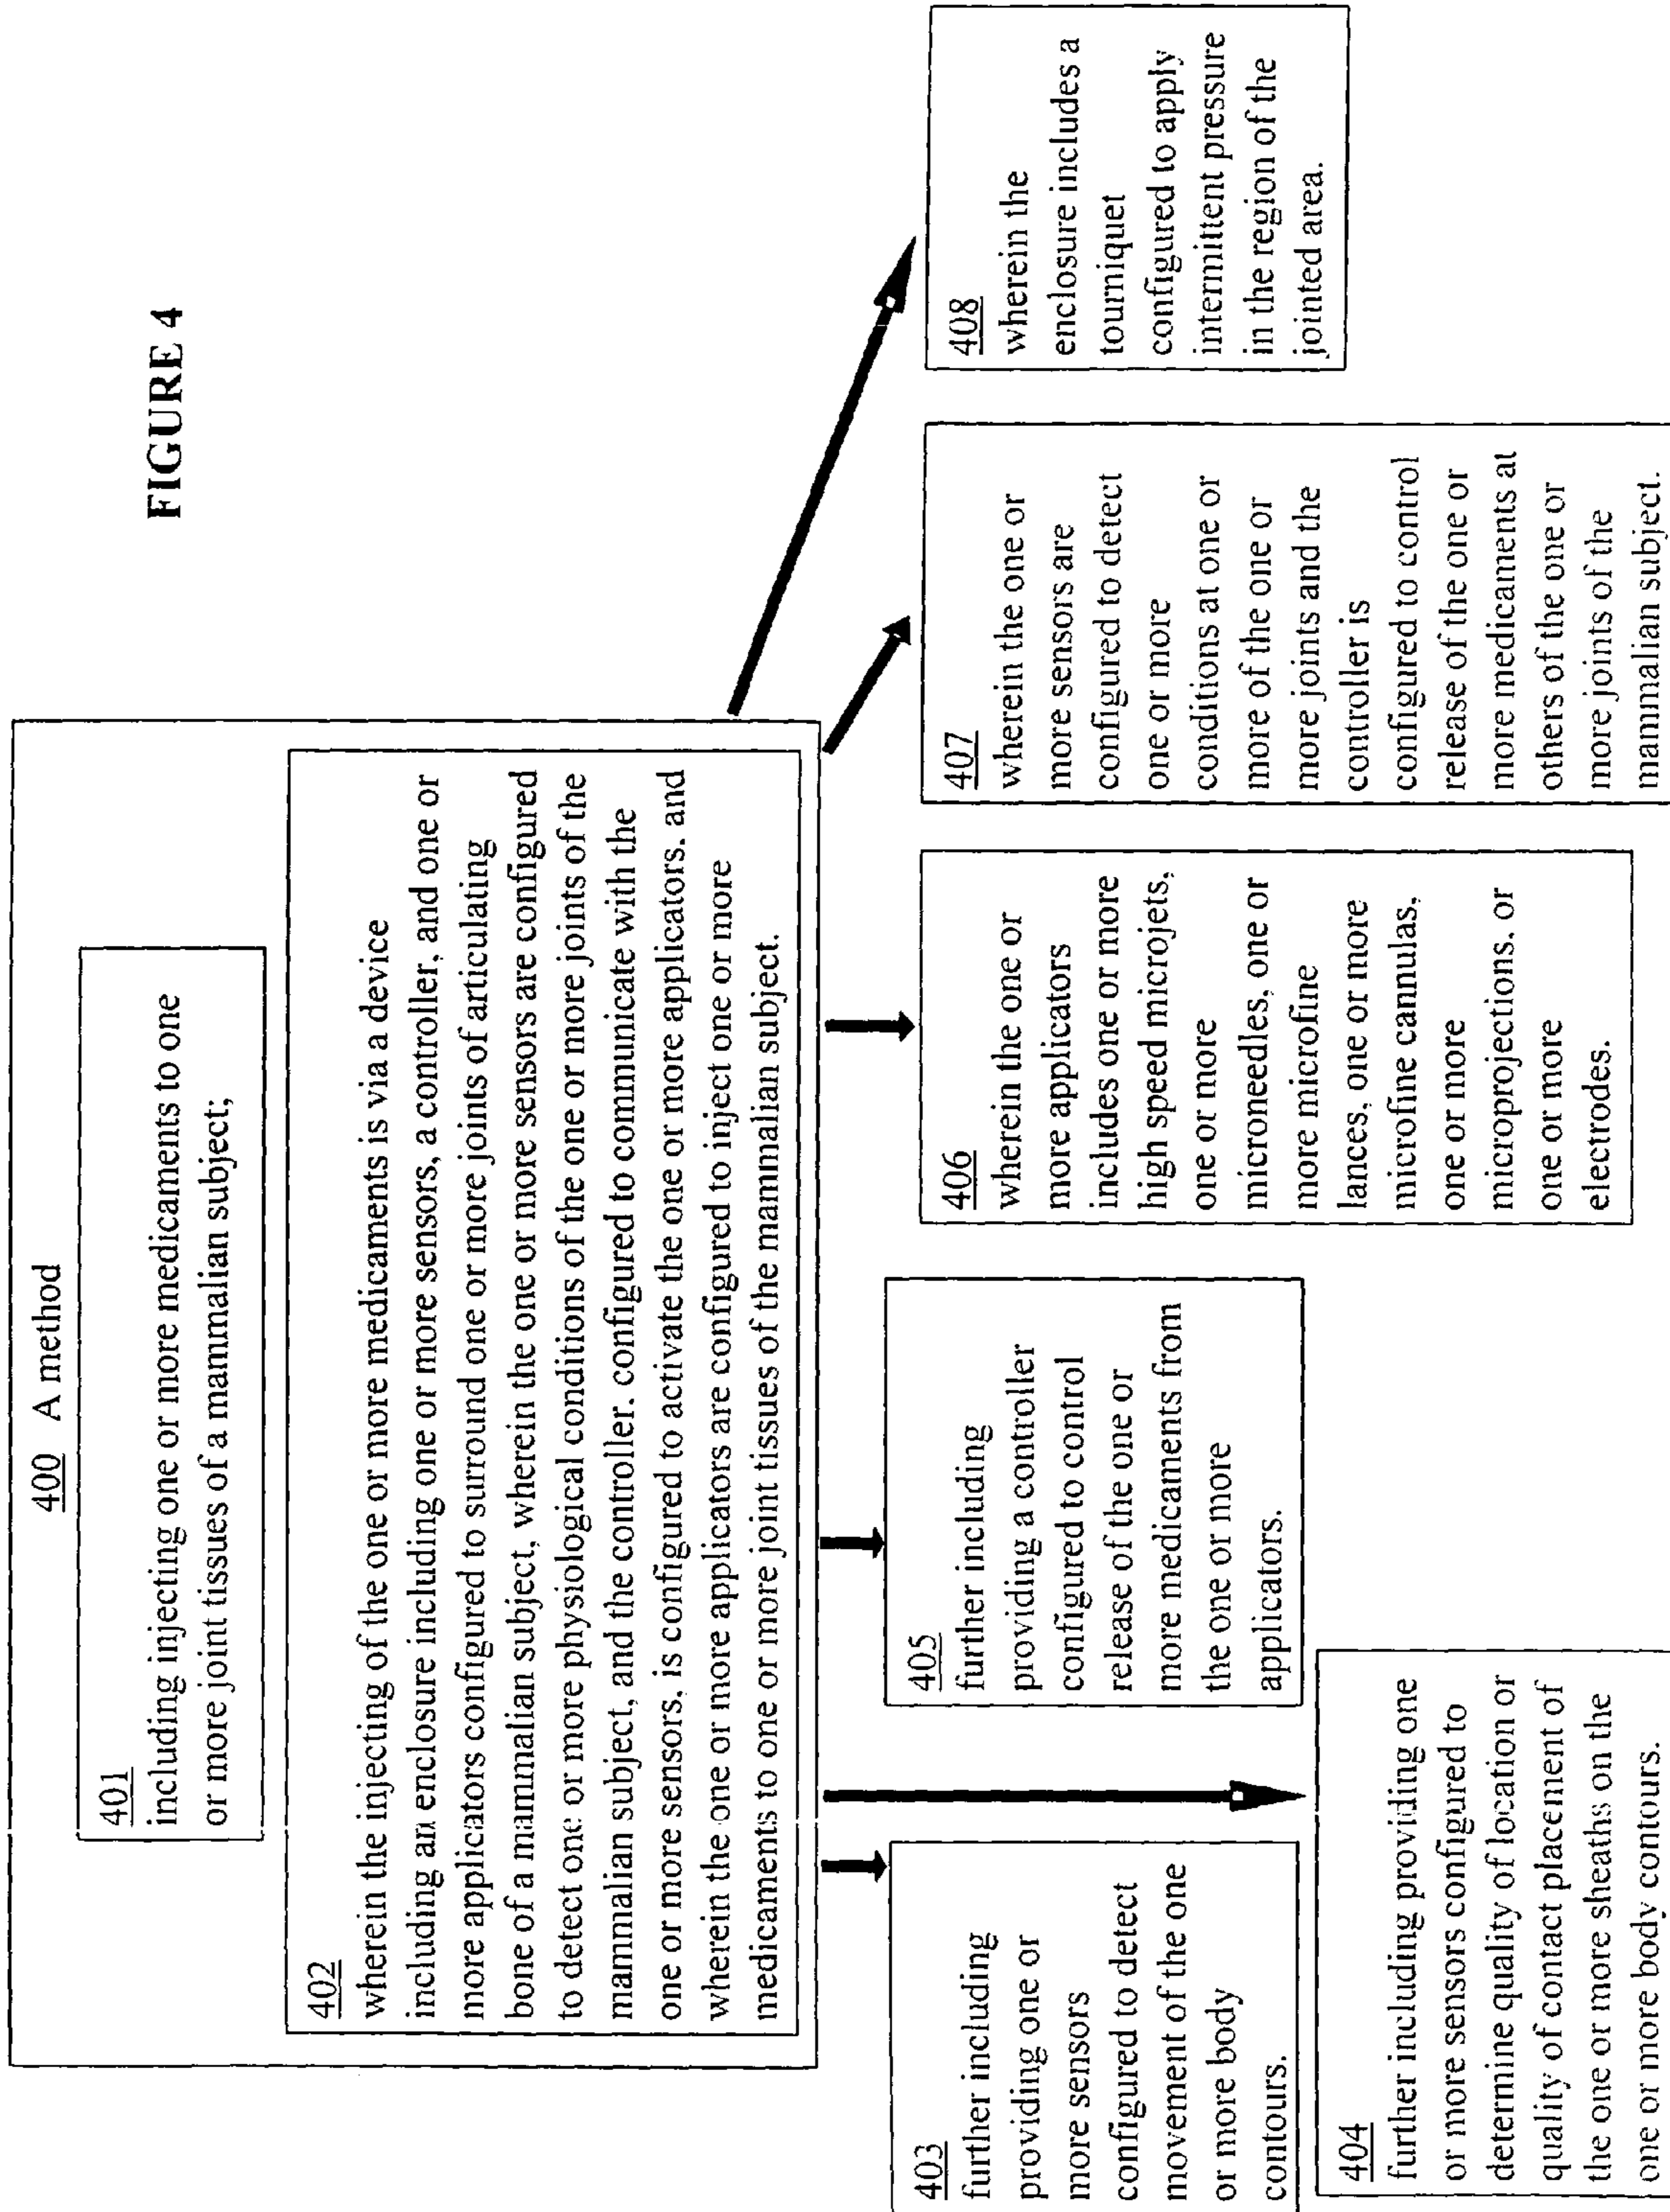 FIGURE 4
400 A method
401
including injecting one or more medicaments to one
or more joint tissues of a mammalian subject;
402
wherein the injecting of the one or more medicaments is via a device
including an enclosure including one or more sensors, a controller, and one or
more applicators configured to surround one or more joints of articulating
bone of a mammalian subject, wherein the one or more sensors are configured
to detect one or more physiological conditions of the one or more joints of the
mammalian subject, and the controller, configured to communicate with the
one or more sensors, is configured to activate the one or more applicators, and
wherein the one or more applicators are configured to inject one or more
medicaments to one or more joint tissues of the mammalian subject.
403
further including
providing one or
more sensors
configured to detect
movement of the one
or more body
contours.
404
further including providing one
or more sensors configured to
determine quality of location or
quality of contact placement of
the one or more sheaths on the
one or more body contours.
405
further including
providing a controller
configured to control
release of the one or
more medicaments from
the one or more
applicators.
406
wherein the one or
more applicators
includes one or more
high speed microjets,
one or more
microneedles, one or
more microfine
lances, one or more
microfine cannulas,
one or more
microprojections, or
one or more
electrodes.
407
wherein the one or
more sensors are
configured to detect
one or more
conditions at one or
more of the one or
more joints and the
controller is
configured to control
release of the one or
more medicaments at
others of the one or
more joints of the
mammalian subject.
408
wherein the
enclosure includes a
tourniquet
configured to apply
intermittent pressure
in the region of the
jointed area.